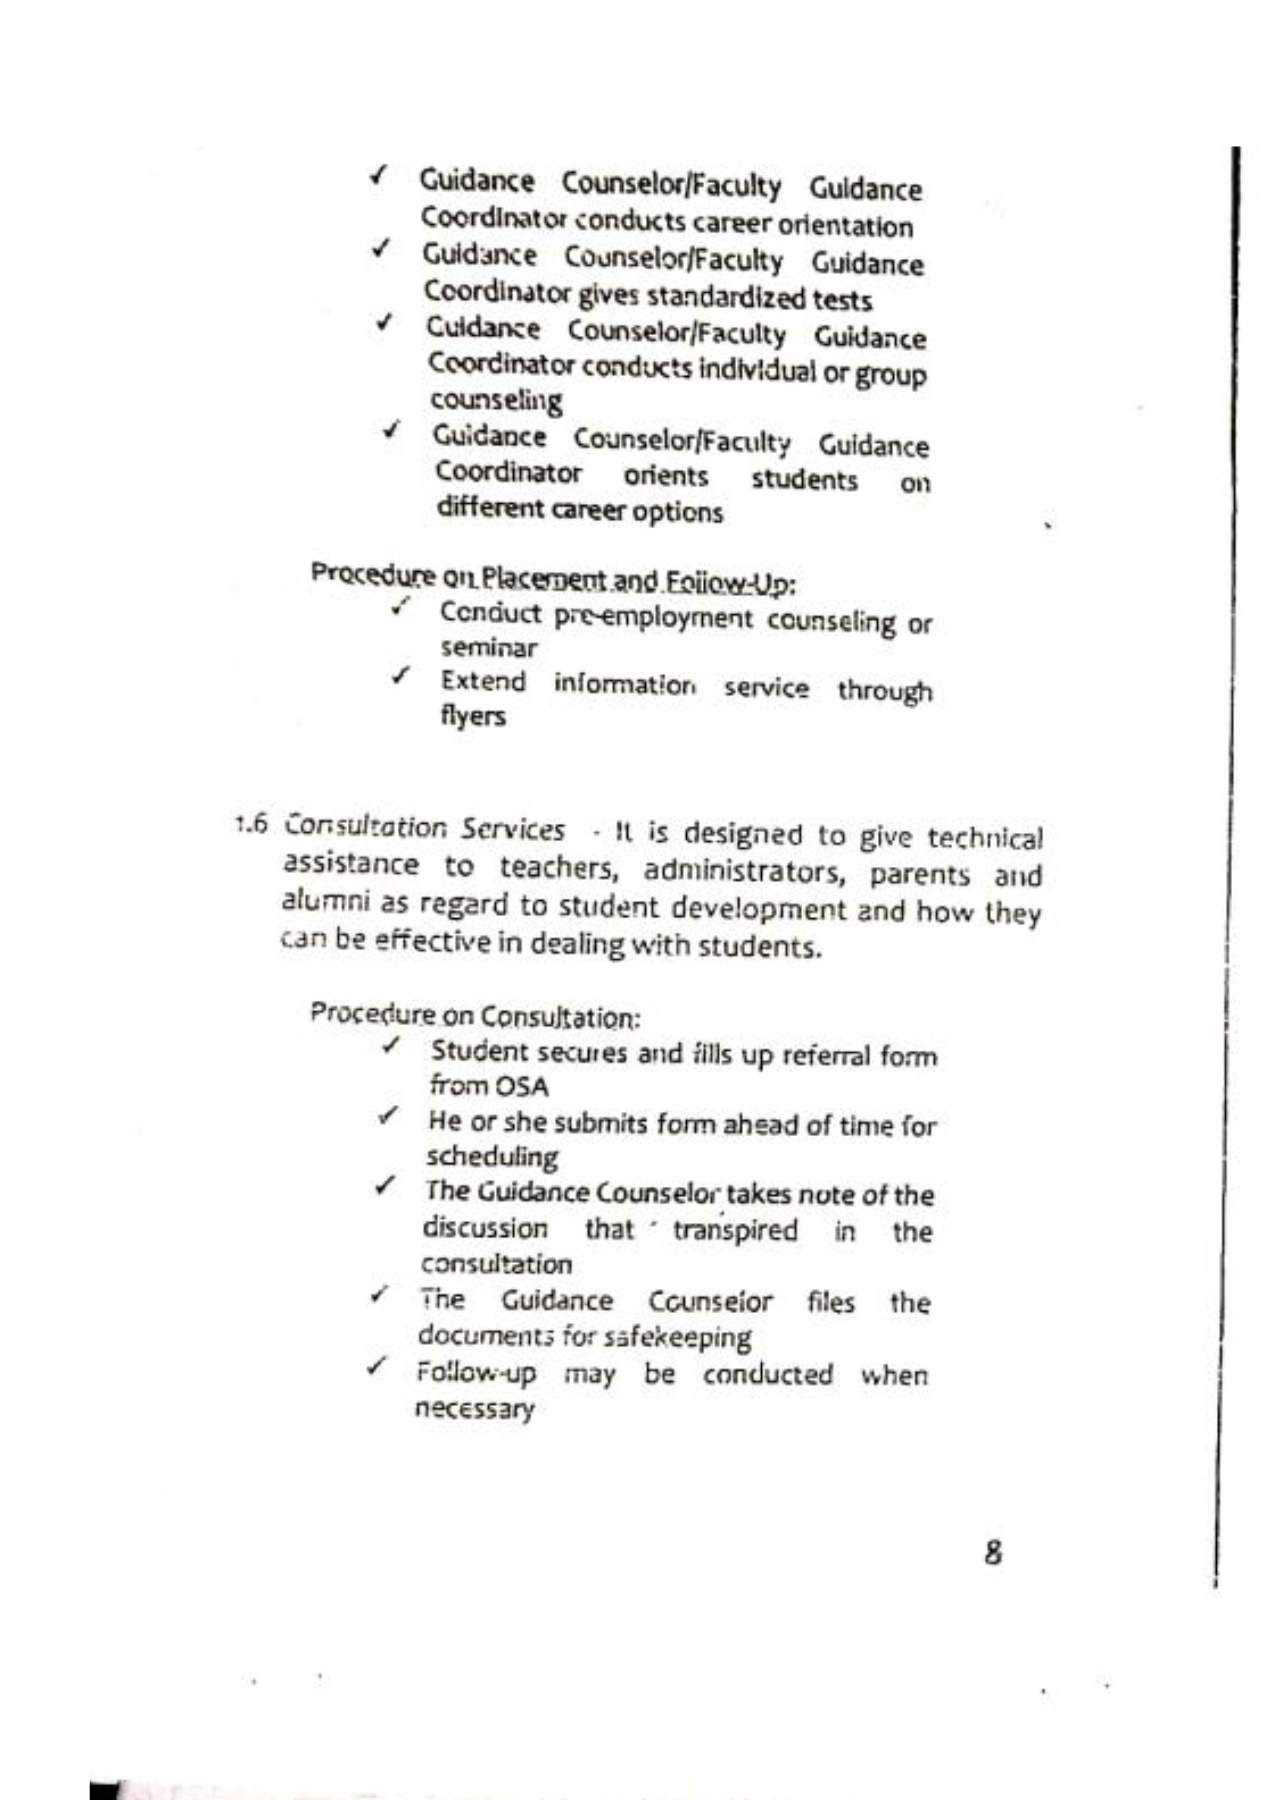 ✓ Guidance Counselor/Faculty Guidance
Coordinator conducts career orientation
✓ Guidance Counselor/Faculty Guidance
Coordinator gives standardized tests
✓ Guidance Counselor/Faculty Guidance
Coordinator conducts individual or group
counseling
✓ Guidance Counselor/Faculty Guidance
Coordinator orients students on
different career options
Procedure on Placement and Follow-Up:
✓ Conduct pre-employment counseling or
seminar
✓ Extend information service through
flyers
1.6 Consultation Services - It is designed to give technical
assistance to teachers, administrators, parents and
alumni as regard to student development and how they
can be effective in dealing with students.
Procedure on Consultation:
✓ Student secures and fills up referral form
from OSA
✓ He or she submits form ahead of time for
scheduling
✓ The Guidance Counselor takes note of the
discussion that transpired in the
consultation
✓ The Guidance Counselor files the
documents for safekeeping
✓ Follow-up may be conducted when
necessary
8